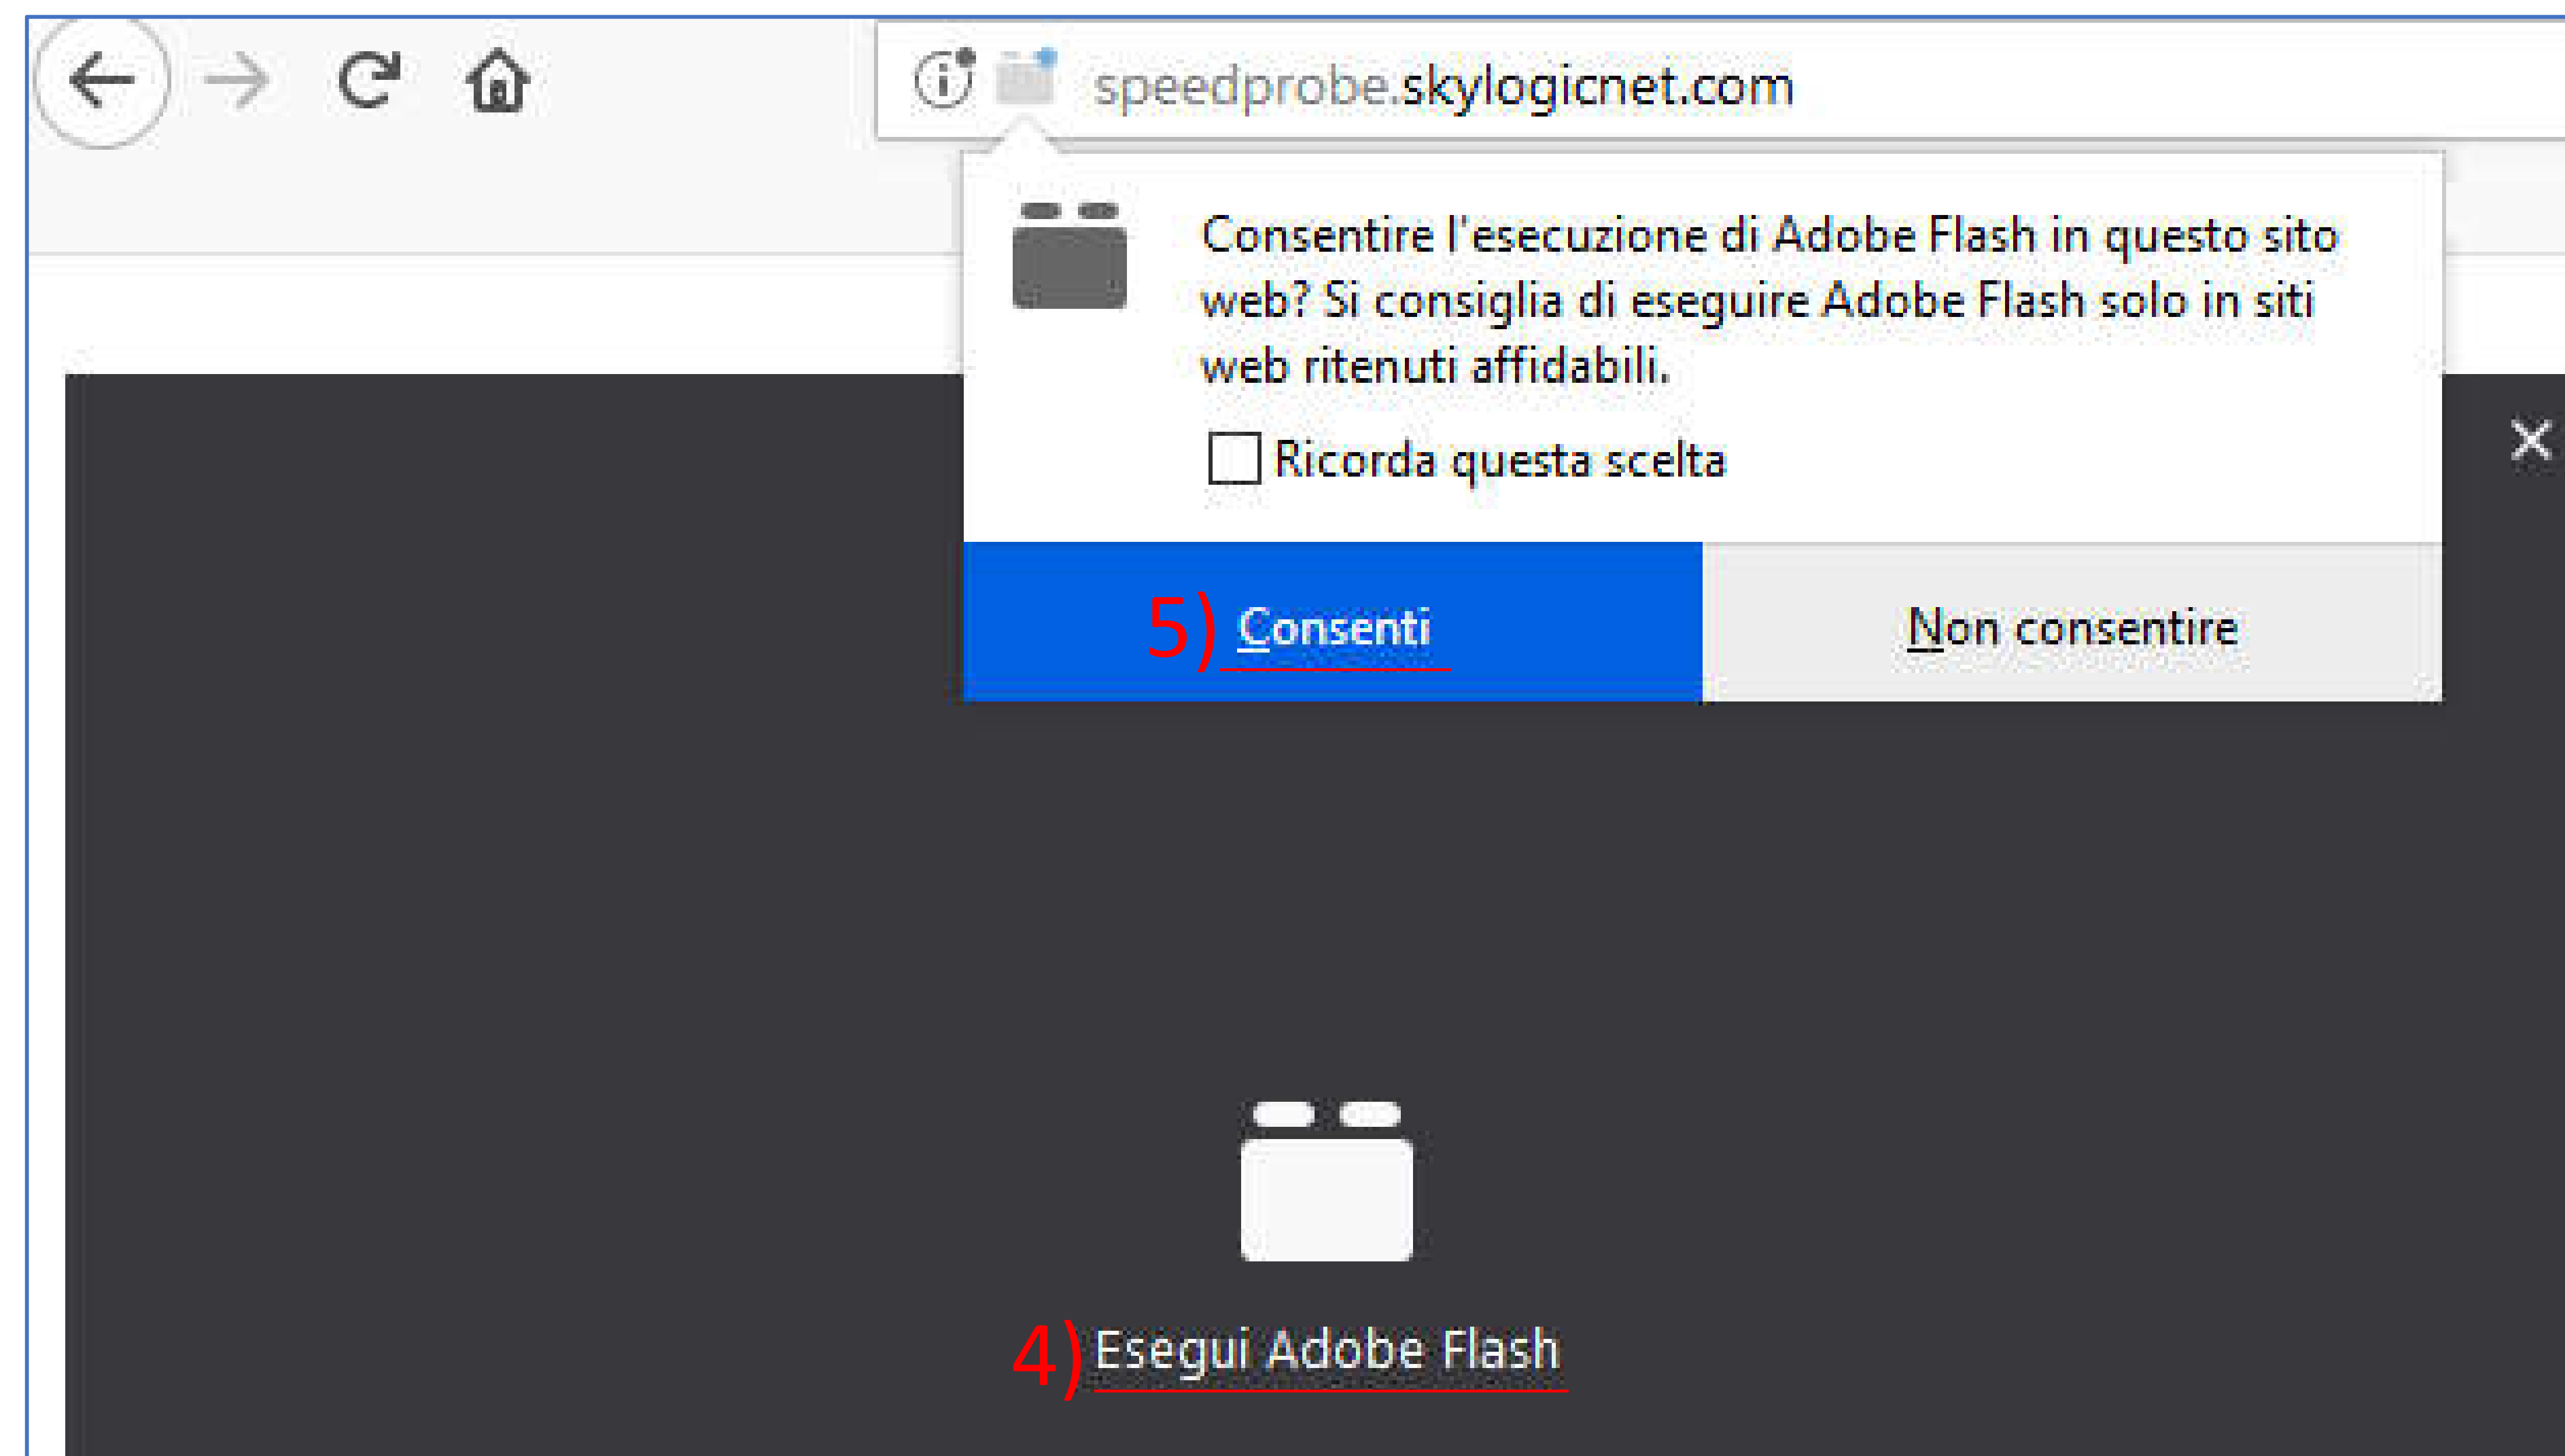 speedprobe.skylogicnet.com
Consentire l'esecuzione di Adobe Flash in questo sito
web? Si consiglia di eseguire Adobe Flash solo in siti
web ritenuti affidabili.
Ricorda questa scelta
5) Consenti
Non consentire
4) Esegui Adobe Flash